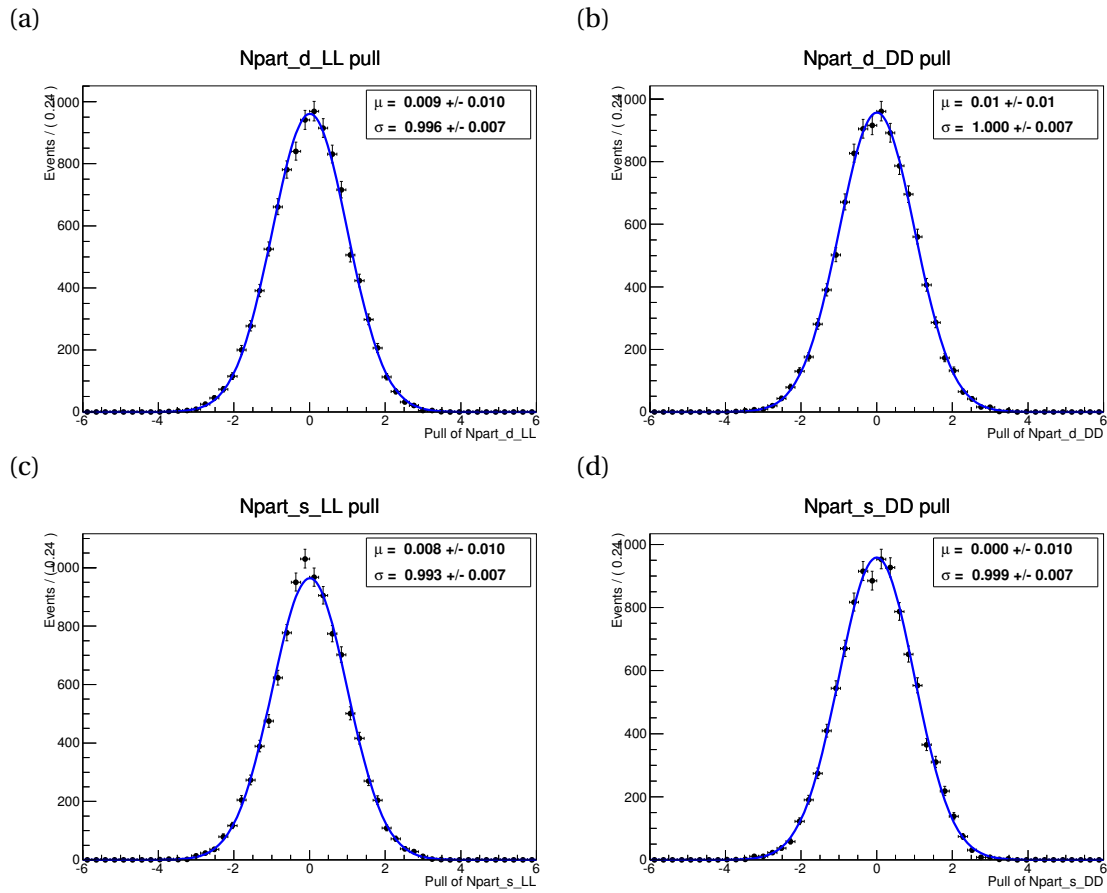 (a)
Npart_d_LL pull
Events / ( 0.24 )
1000
800
600
400
200
0
μ = 0.009 +/- 0.010
σ = 0.996 +/- 0.007
-6 -4 -2 0 2 4 6
Pull of Npart_d_LL
(b)
Npart_d_DD pull
Events / ( 0.24 )
1000
800
600
400
200
0
μ = 0.01 +/- 0.01
σ = 1.000 +/- 0.007
-6 -4 -2 0 2 4 6
Pull of Npart_d_DD
(c)
Npart_s_LL pull
Events / ( 0.24 )
1000
800
600
400
200
0
μ = 0.008 +/- 0.010
σ = 0.993 +/- 0.007
-6 -4 -2 0 2 4 6
Pull of Npart_s_LL
(d)
Npart_s_DD pull
Events / ( 0.24 )
1000
800
600
400
200
0
μ = 0.000 +/- 0.010
σ = 0.999 +/- 0.007
-6 -4 -2 0 2 4 6
Pull of Npart_s_DD